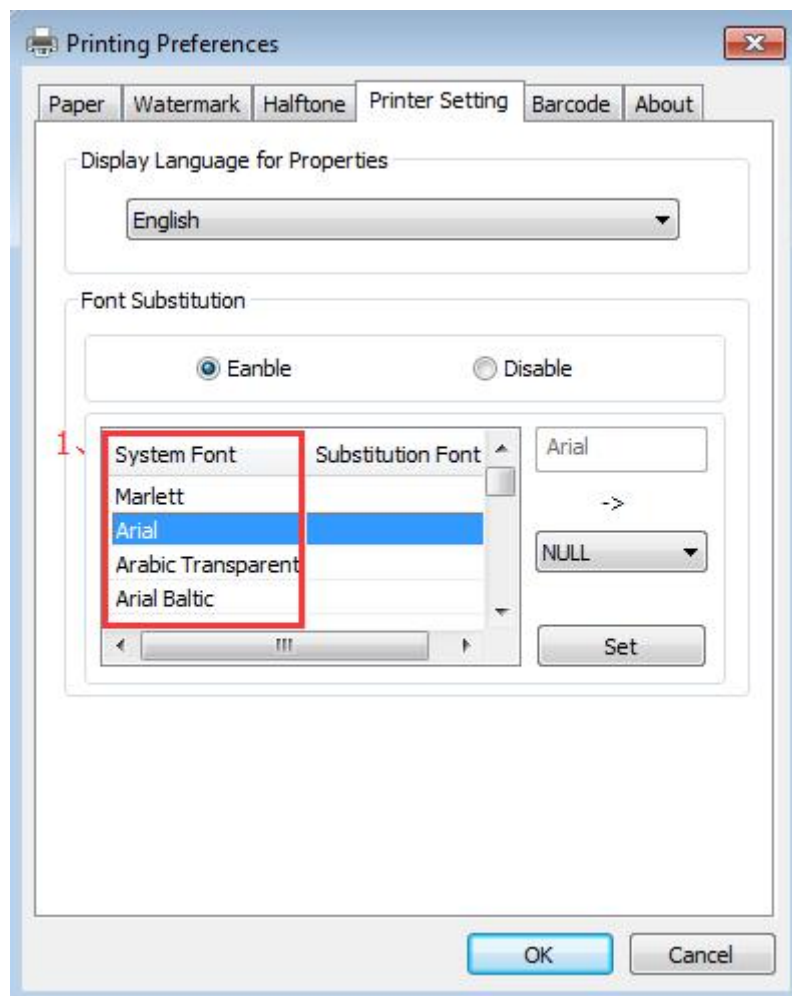 Printing Preferences
Paper Watermark Halftone Printer Setting Barcode About
Display Language for Properties
English
Font Substitution
Eanble Disable
1、
System Font Substitution Font
Marlett
Arial
Arabic Transparent
Arial Baltic
Arial
->
NULL
Set
OK Cancel